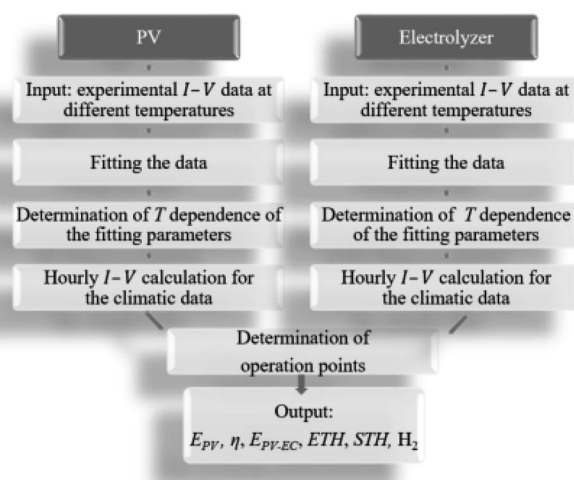 PV
Input: experimental I–V data at
different temperatures
Fitting the data
Determination of T dependence of
the fitting parameters
Hourly I–V calculation for
the climatic data
Electrolyzer
Input: experimental I–V data at
different temperatures
Fitting the data
Determination of T dependence
of the fitting parameters
Hourly I–V calculation for
the climatic data
Determination of
operation points
Output:
E_PV, η, E_PV-EC, ETH, STH, H₂